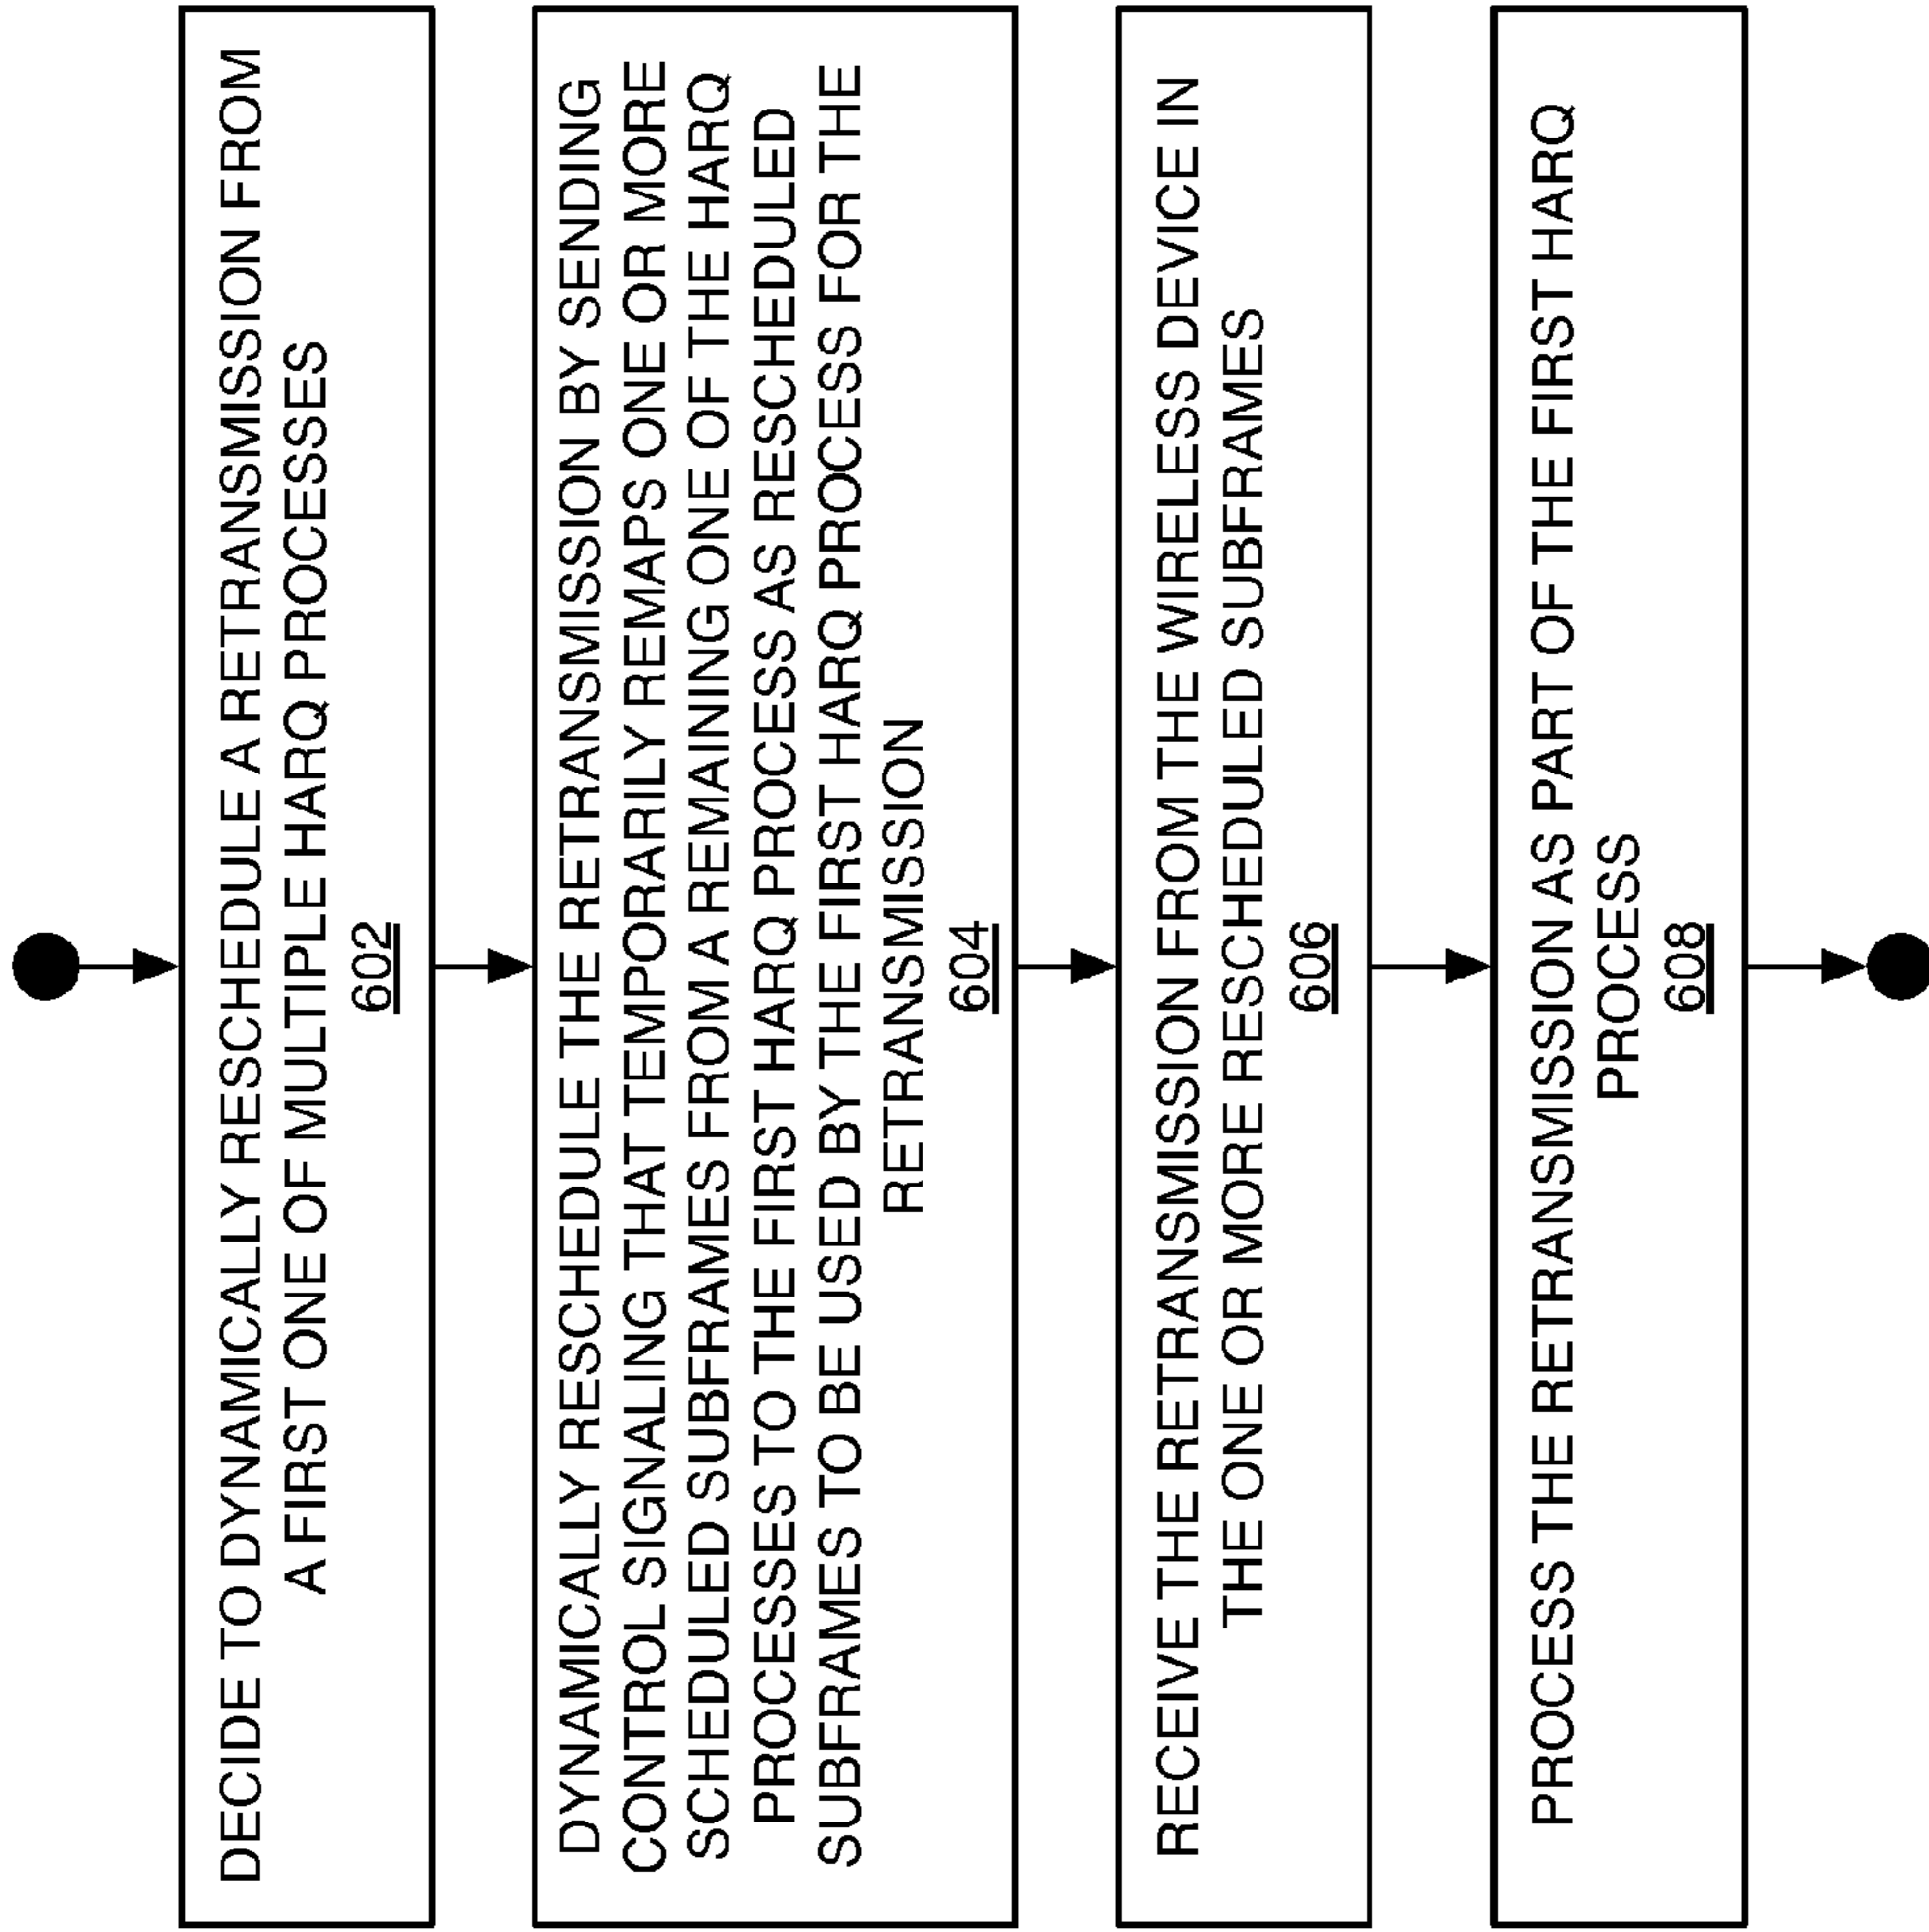 DECIDE TO DYNAMICALLY RESCHEDULE A RETRANSMISSION FROM
A FIRST ONE OF MULTIPLE HARQ PROCESSES
602
DYNAMICALLY RESCHEDULE THE RETRANSMISSION BY SENDING
CONTROL SIGNALING THAT TEMPORARILY REMAPS ONE OR MORE
SCHEDULED SUBFRAMES FROM A REMAINING ONE OF THE HARQ
PROCESSES TO THE FIRST HARQ PROCESS AS RESCHEDULED
SUBFRAMES TO BE USED BY THE FIRST HARQ PROCESS FOR THE
RETRANSMISSION
604
RECEIVE THE RETRANSMISSION FROM THE WIRELESS DEVICE IN
THE ONE OR MORE RESCHEDULED SUBFRAMES
606
PROCESS THE RETRANSMISSION AS PART OF THE FIRST HARQ
PROCESS
608